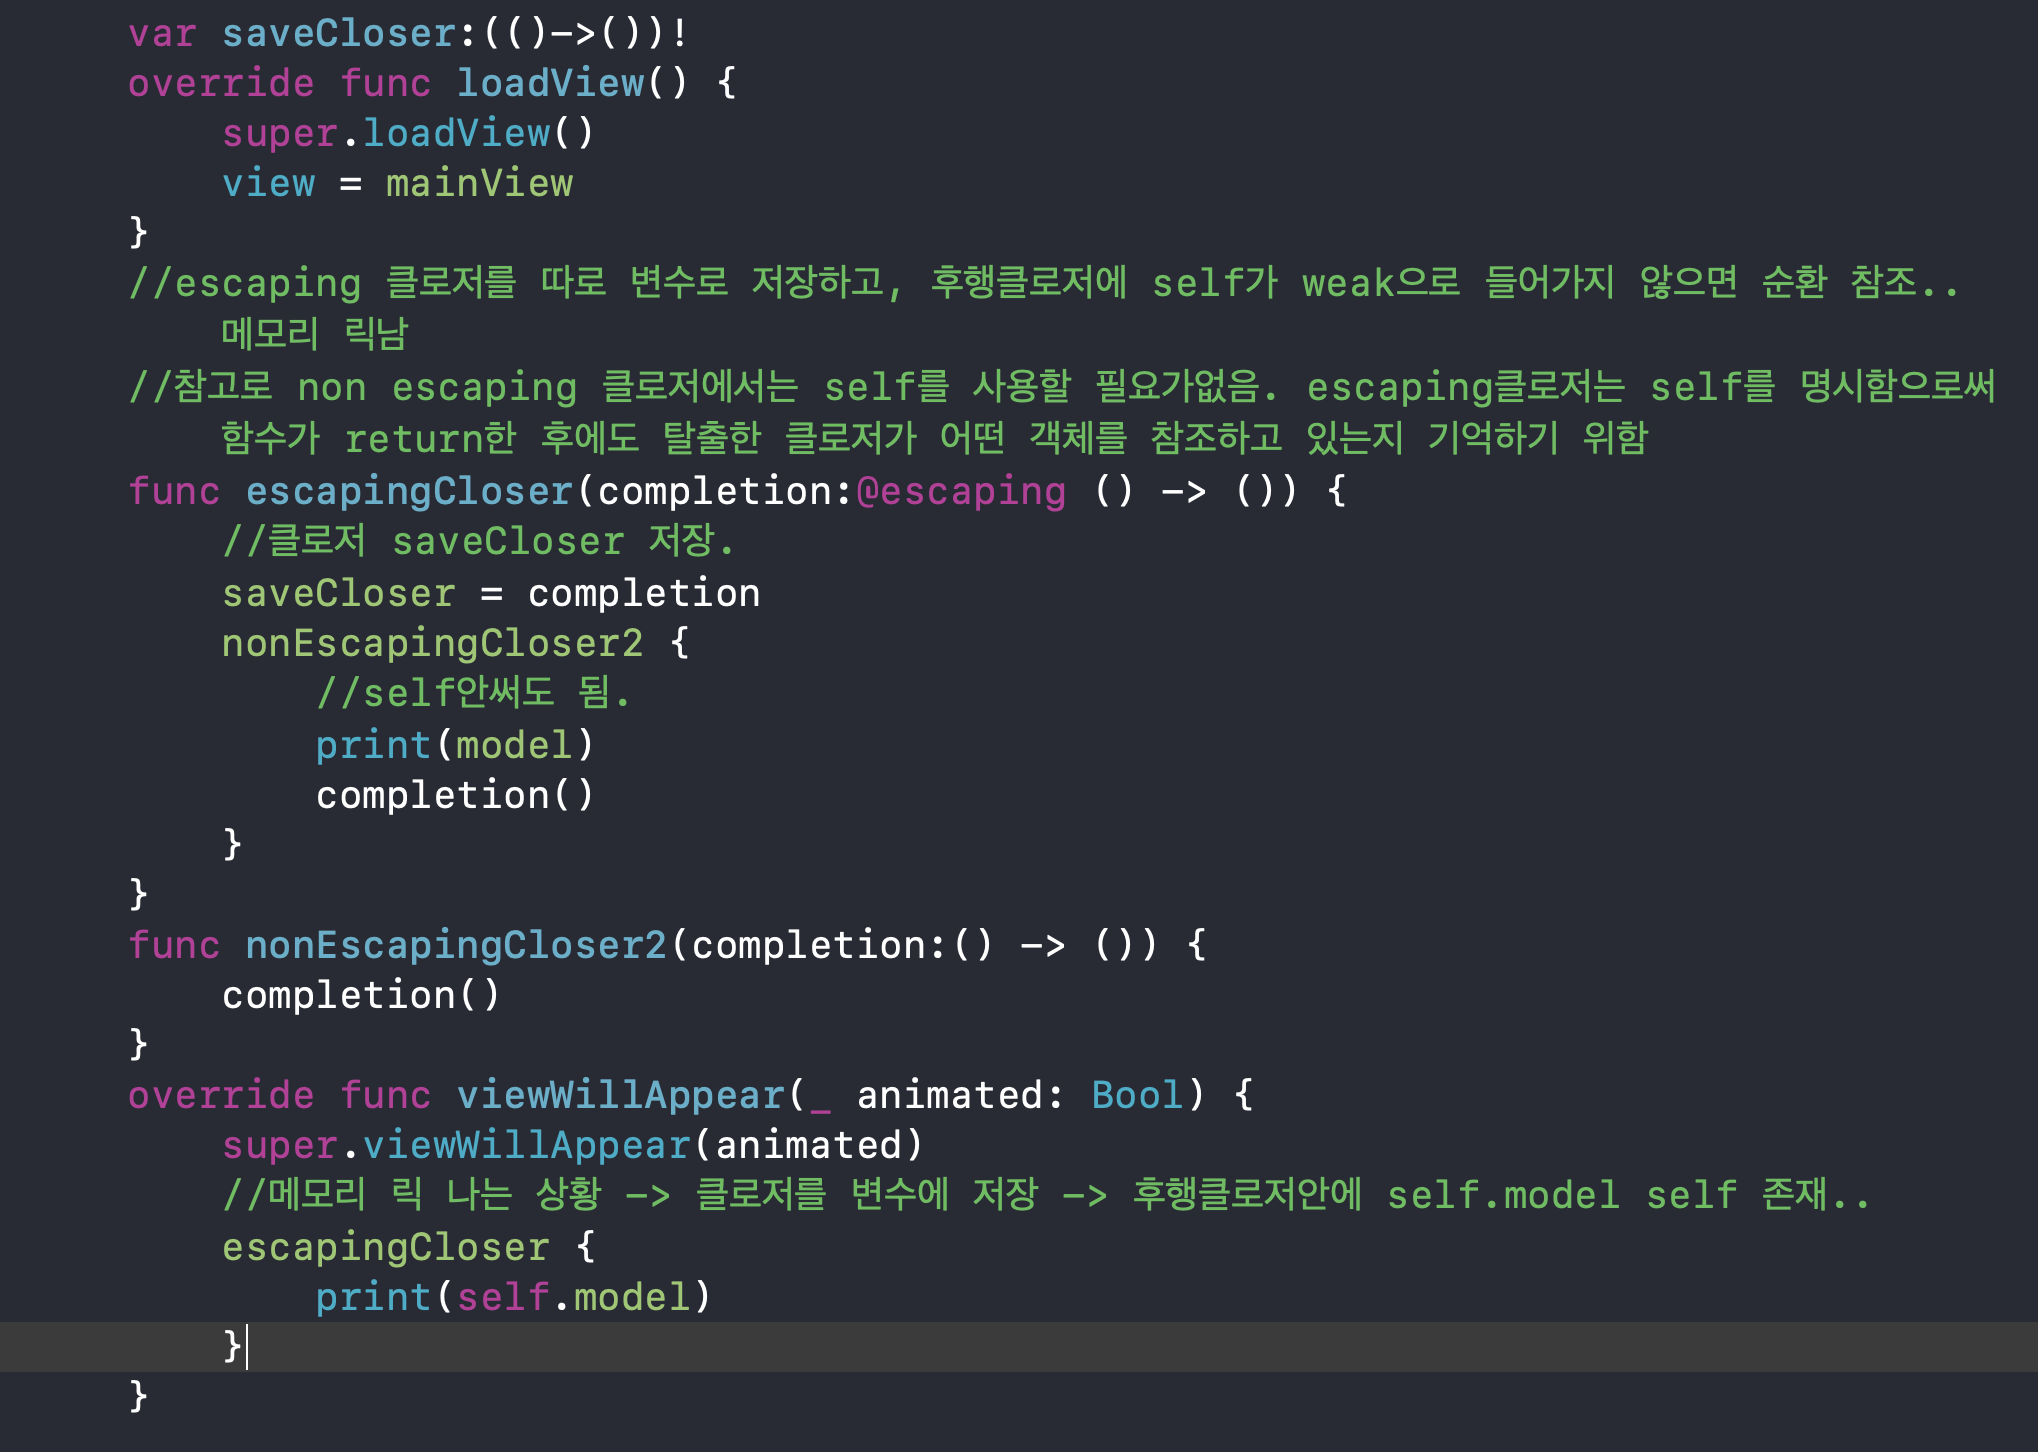 var saveCloser:(()->())!
override func loadView() {
super.loadView()
view = mainView
}
//escaping 클로저를 따로 변수로 저장하고, 후행클로저에 self가 weak으로 들어가지 않으면 순환 참조..
메모리 릭남
//참고로 non escaping 클로저에서는 self를 사용할 필요가없음. escaping클로저는 self를 명시함으로써
함수가 return한 후에도 탈출한 클로저가 어떤 객체를 참조하고 있는지 기억하기 위함
func escapingCloser(completion:@escaping () -> ()) {
//클로저 saveCloser 저장.
saveCloser = completion
nonEscapingCloser2 {
//self안써도 됨.
print(model)
completion()
}
}
func nonEscapingCloser2(completion:() -> ()) {
completion()
}
override func viewWillAppear(_ animated: Bool) {
super.viewWillAppear(animated)
//메모리 릭 나는 상황 -> 클로저를 변수에 저장 -> 후행클로저안에 self.model self 존재..
escapingCloser {
print(self.model)
}
}